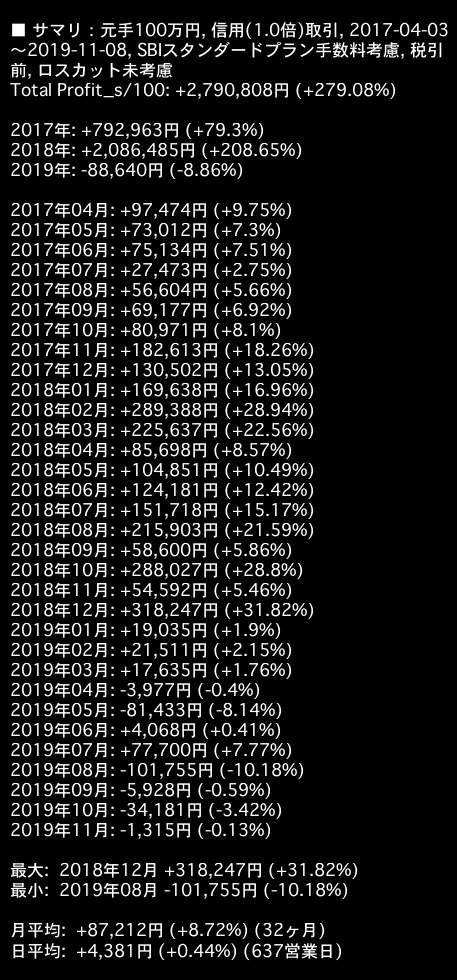 ■ サマリ : 元手100万円, 信用(1.0倍)取引, 2017-04-03
～2019-11-08, SBIスタンダードプラン手数料考慮, 税引
前, ロスカット未考慮
Total Profit_s/100: +2,790,808円 (+279.08%)
2017年: +792,963円 (+79.3%)
2018年: +2,086,485円 (+208.65%)
2019年: -88,640円 (-8.86%)
2017年04月: +97,474円 (+9.75%)
2017年05月: +73,012円 (+7.3%)
2017年06月: +75,134円 (+7.51%)
2017年07月: +27,473円 (+2.75%)
2017年08月: +56,604円 (+5.66%)
2017年09月: +69,177円 (+6.92%)
2017年10月: +80,971円 (+8.1%)
2017年11月: +182,613円 (+18.26%)
2017年12月: +130,502円 (+13.05%)
2018年01月: +169,638円 (+16.96%)
2018年02月: +289,388円 (+28.94%)
2018年03月: +225,637円 (+22.56%)
2018年04月: +85,698円 (+8.57%)
2018年05月: +104,851円 (+10.49%)
2018年06月: +124,181円 (+12.42%)
2018年07月: +151,718円 (+15.17%)
2018年08月: +215,903円 (+21.59%)
2018年09月: +58,600円 (+5.86%)
2018年10月: +288,027円 (+28.8%)
2018年11月: +54,592円 (+5.46%)
2018年12月: +318,247円 (+31.82%)
2019年01月: +19,035円 (+1.9%)
2019年02月: +21,511円 (+2.15%)
2019年03月: +17,635円 (+1.76%)
2019年04月: -3,977円 (-0.4%)
2019年05月: -81,433円 (-8.14%)
2019年06月: +4,068円 (+0.41%)
2019年07月: +77,700円 (+7.77%)
2019年08月: -101,755円 (-10.18%)
2019年09月: -5,928円 (-0.59%)
2019年10月: -34,181円 (-3.42%)
2019年11月: -1,315円 (-0.13%)
最大: 2018年12月 +318,247円 (+31.82%)
最小: 2019年08月 -101,755円 (-10.18%)
月平均: +87,212円 (+8.72%) (32ヶ月)
日平均: +4,381円 (+0.44%) (637営業日)